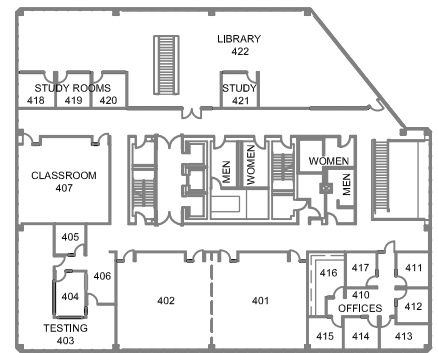 LIBRARY
422
STUDY ROOMS
418 419 420
STUDY
421
CLASSROOM
407
MEN
WOMEN
WOMEN
MEN
405
406
404
TESTING
403
402
401
416
417
411
410
OFFICES
412
415
414
413